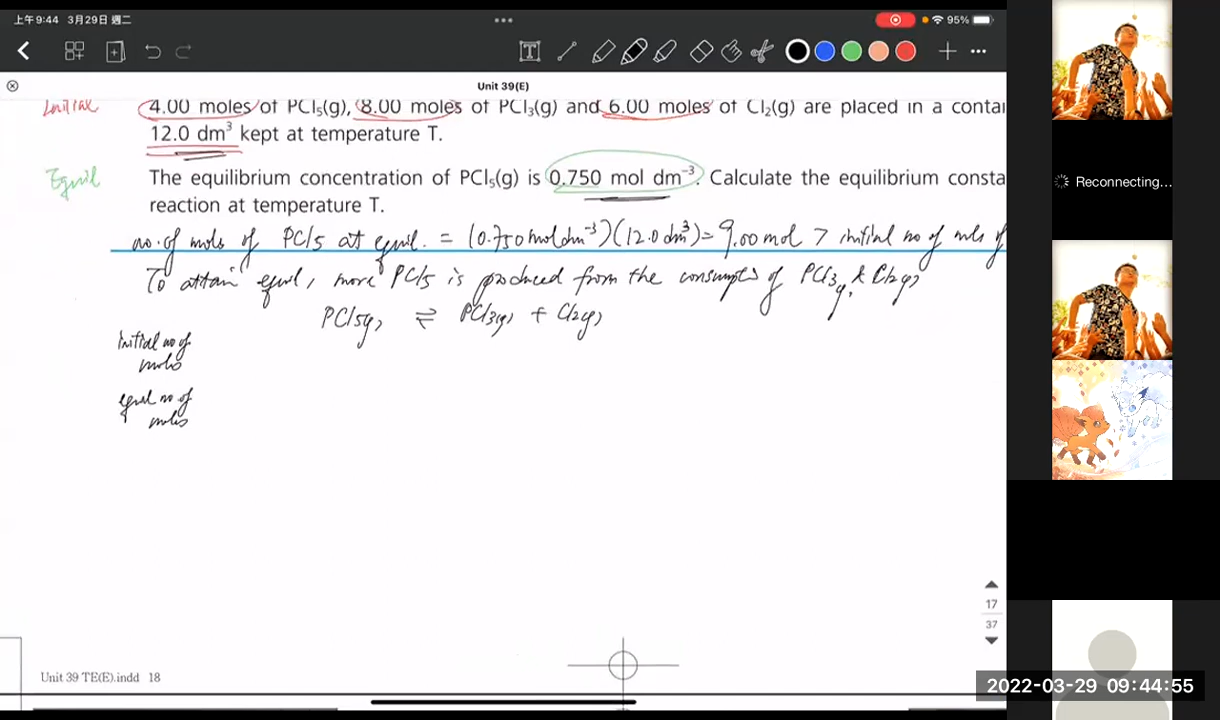 上午 9:44 3月29日 週二
95%
Unit 39(E)
Initial
4.00 moles of PCl₅(g), 8.00 moles of PCl₃(g) and 6.00 moles of Cl₂(g) are placed in a contai
12.0 dm³ kept at temperature T.
Equil
The equilibrium concentration of PCl₅(g) is 0.750 mol dm⁻³. Calculate the equilibrium consta
reaction at temperature T.
no. of mols of PCl5 at equil. = (0.750 mol dm⁻³)(12.0 dm³) = 9.00 mol > initial no of mls of
To attain equil, more PCl5 is produced from the of PCl3(g) & Cl2(g)
PCl5(g) ⇌ PCl3(g) + Cl2(g)
initial no of
mols
equil no of
moles
17
37
Unit 39 TE(E).indd 18
Reconnecting...
2022-03-29 09:44:55